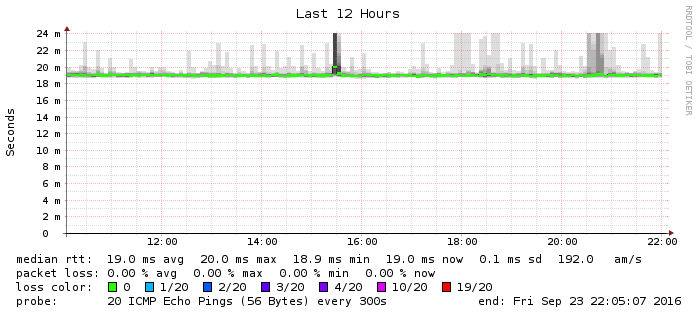 Last 12 Hours
RRDTOOL / TOBI OETIKER
Seconds
24 m
22 m
20 m
18 m
16 m
14 m
12 m
10 m
8 m
6 m
4 m
2 m
0
12:00 14:00 16:00 18:00 20:00 22:00
median rtt: 19.0 ms avg 20.0 ms max 18.9 ms min 19.0 ms now 0.1 ms sd 192.0 am/s
packet loss: 0.00 % avg 0.00 % max 0.00 % min 0.00 % now
loss color: 0 1/20 2/20 3/20 4/20 10/20 19/20
probe: 20 ICMP Echo Pings (56 Bytes) every 300s end: Fri Sep 23 22:05:07 2016